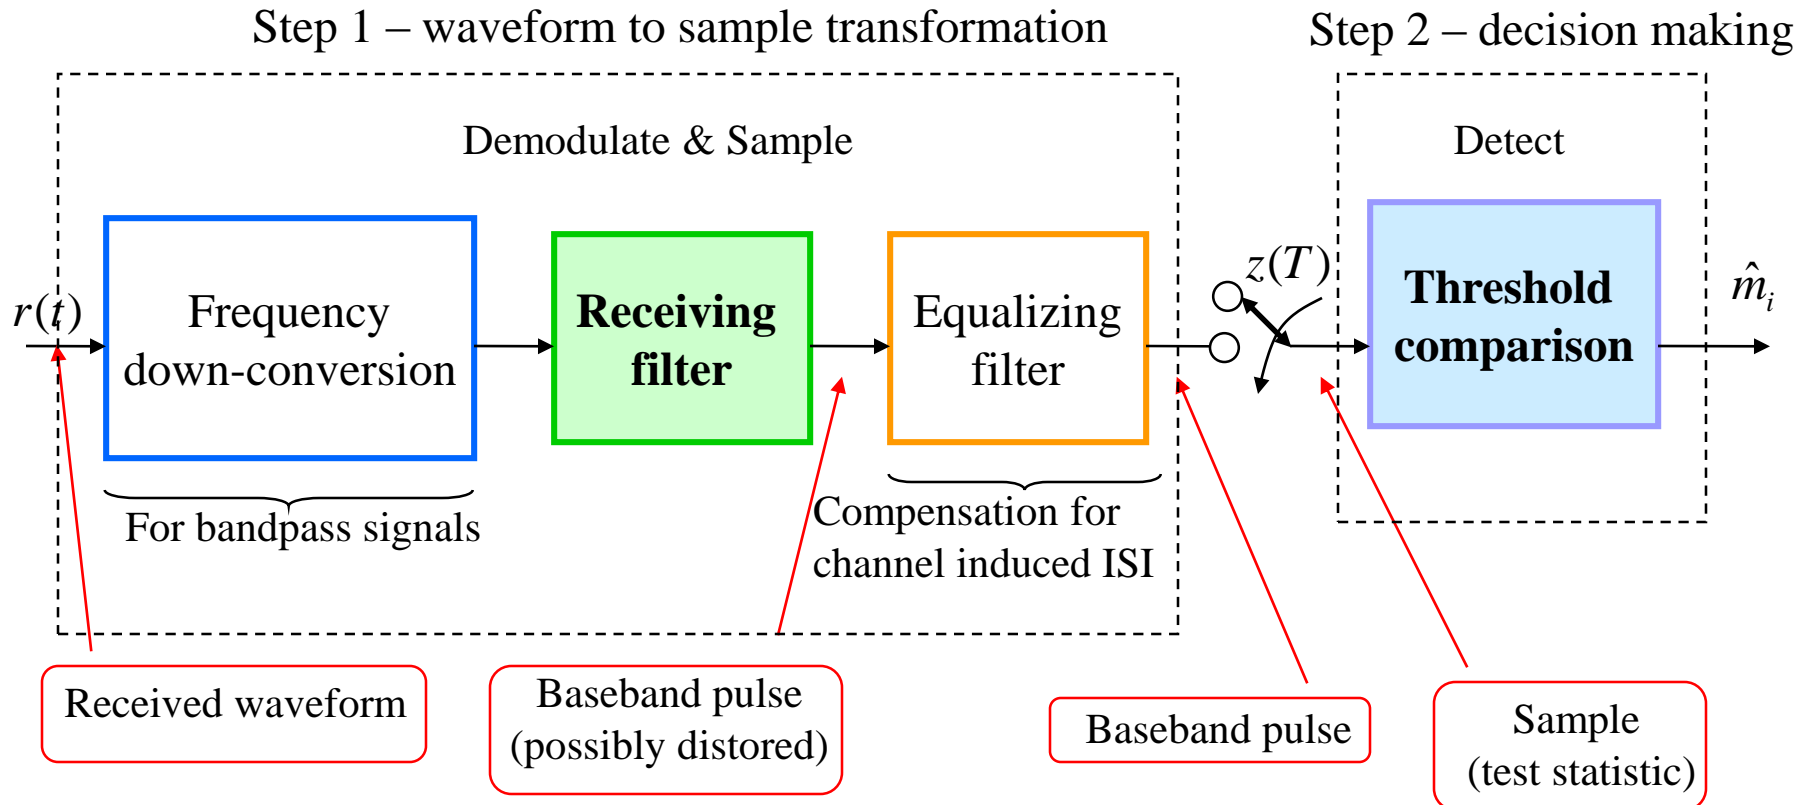 Step 1 – waveform to sample transformation
Step 2 – decision making
Demodulate & Sample
Detect
r(t)
Frequency
down-conversion
Receiving
filter
Equalizing
filter
z(T)
Threshold
comparison
m̂ᵢ
For bandpass signals
Compensation for
channel induced ISI
Received waveform
Baseband pulse
(possibly distored)
Baseband pulse
Sample
(test statistic)